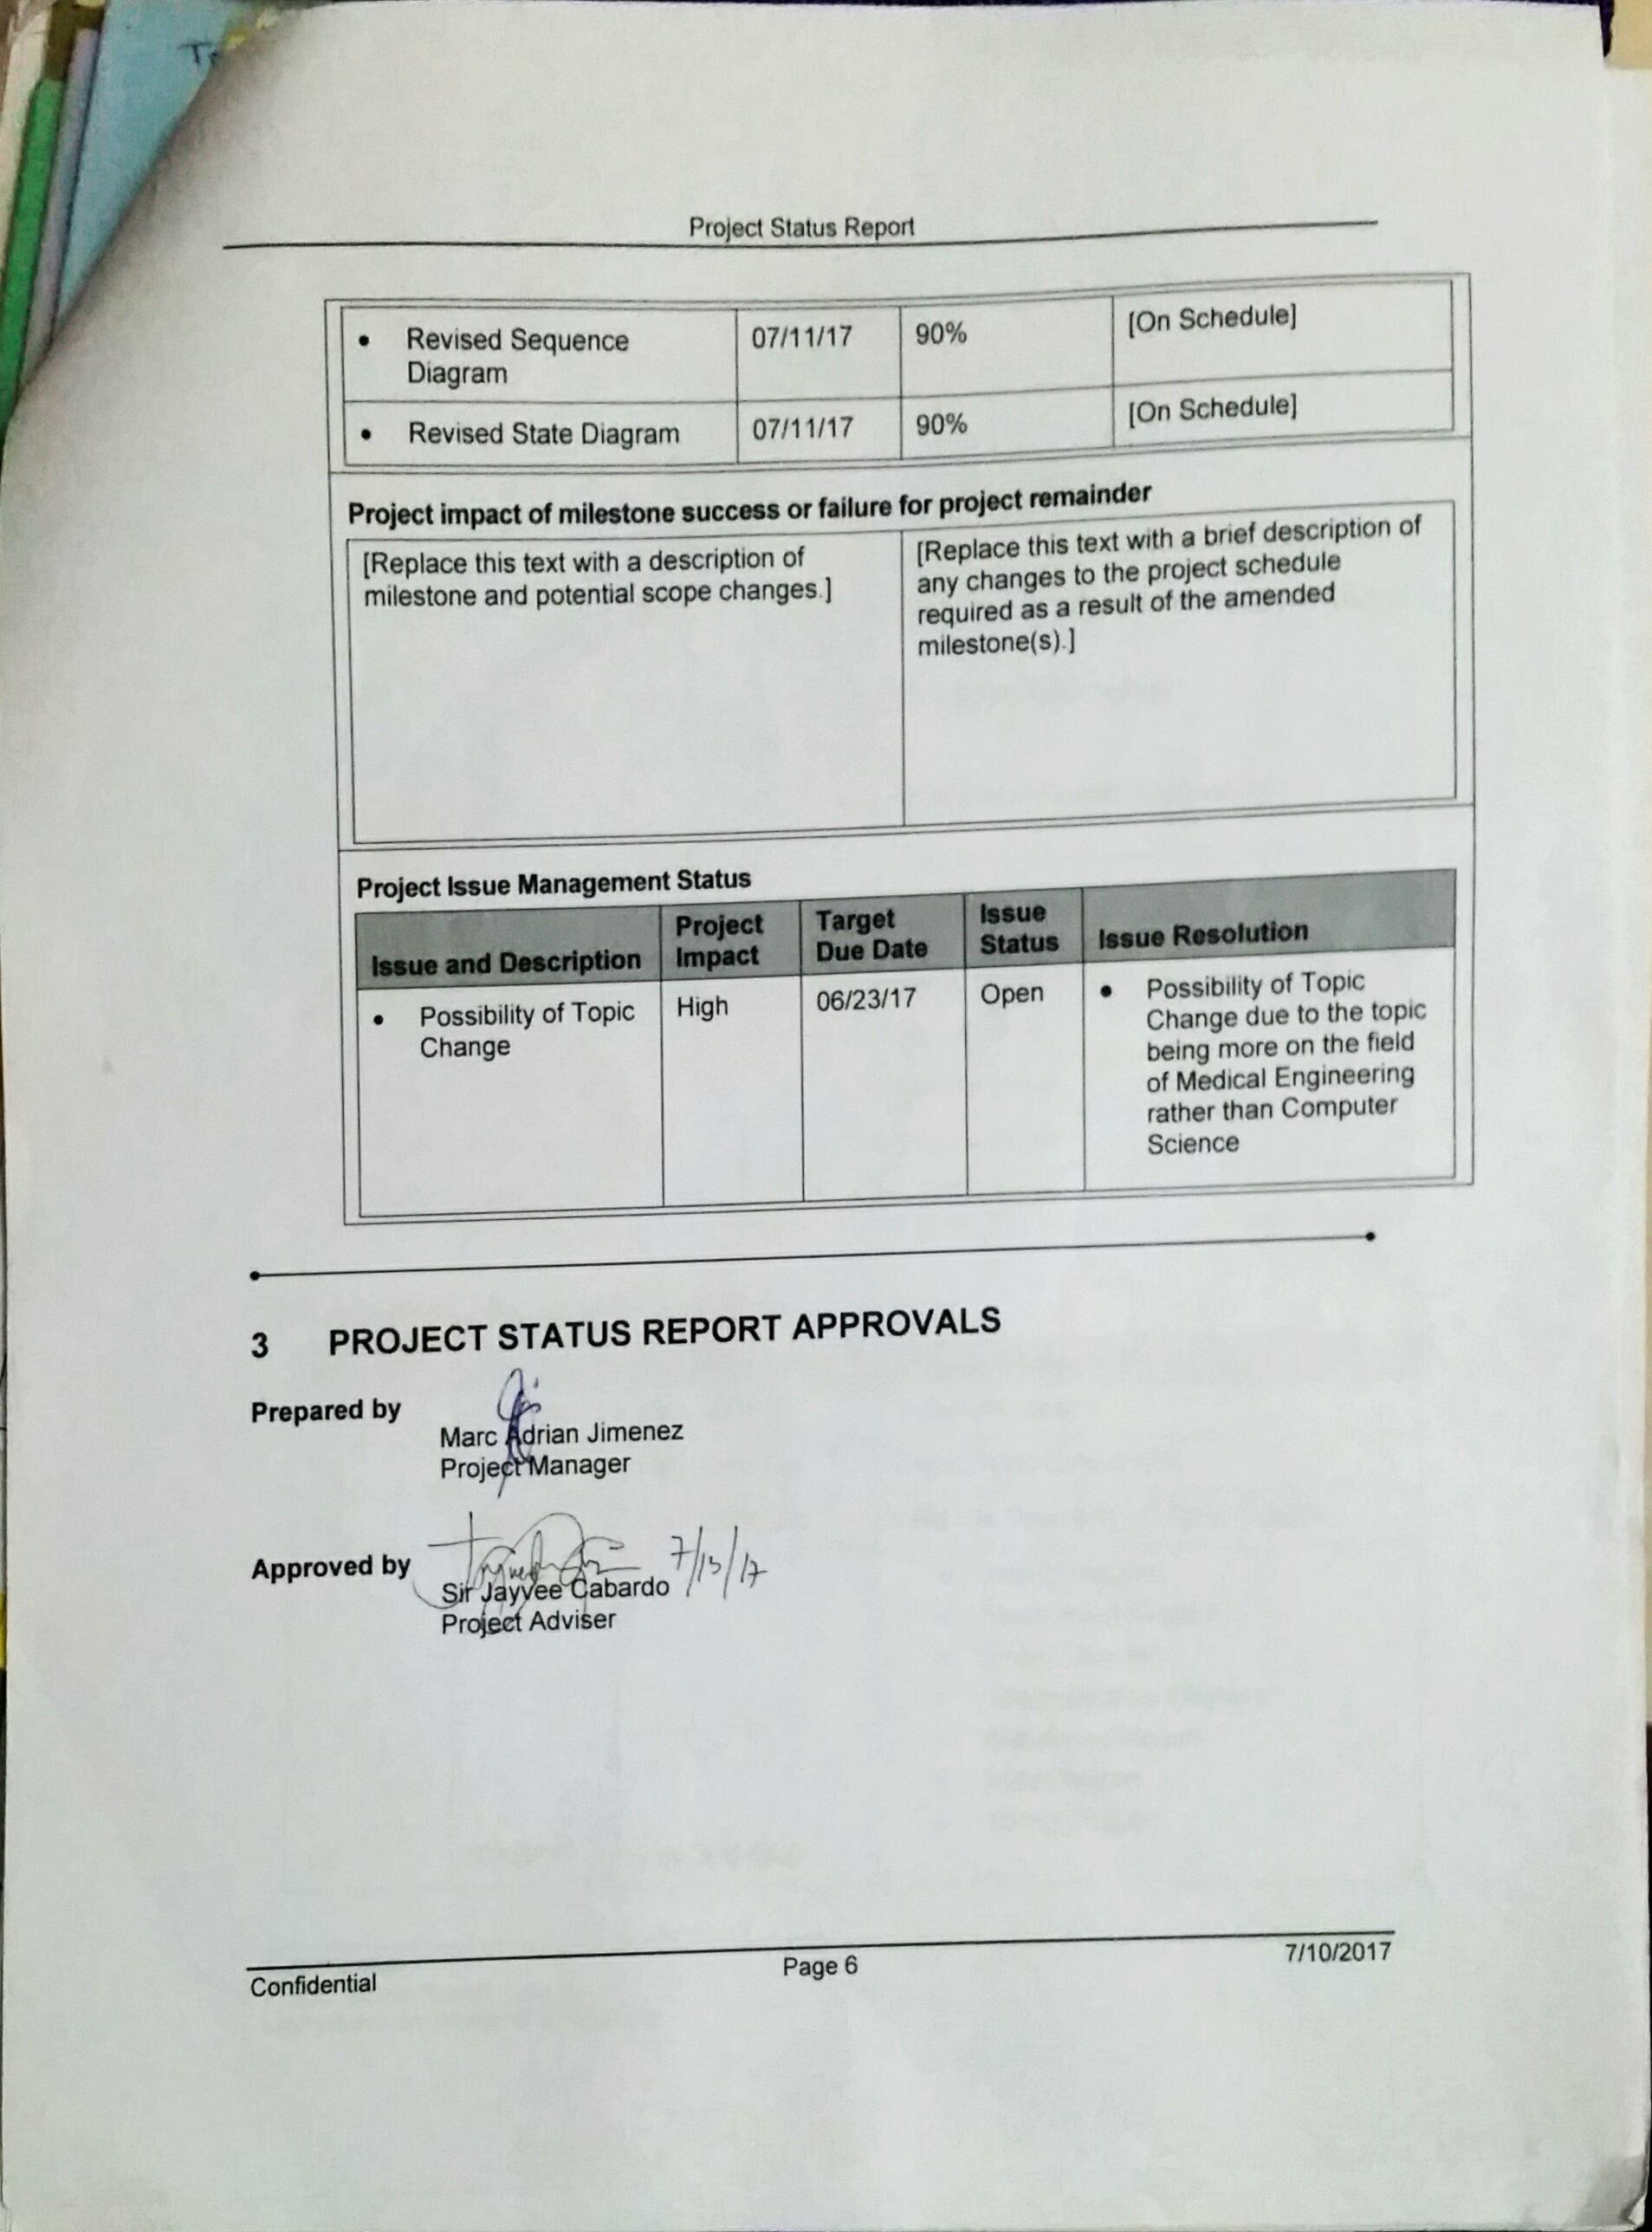 Project Status Report
• Revised Sequence 07/11/17 90% [On Schedule]
Diagram
• Revised State Diagram 07/11/17 90% [On Schedule]
Project impact of milestone success or failure for project remainder
[Replace this text with a description of
milestone and potential scope changes.]
[Replace this text with a brief description of
any changes to the project schedule
required as a result of the amended
milestone(s).]
Project Issue Management Status
Issue and Description
Project
Impact
Target
Due Date
Issue
Status
Issue Resolution
• Possibility of Topic
Change
High
06/23/17
Open
• Possibility of Topic
Change due to the topic
being more on the field
of Medical Engineering
rather than Computer
Science
3 PROJECT STATUS REPORT APPROVALS
Prepared by
Marc Adrian Jimenez
Project Manager
Approved by
7/13/17
Sir Jayvee Cabardo
Project Adviser
Confidential Page 6 7/10/2017